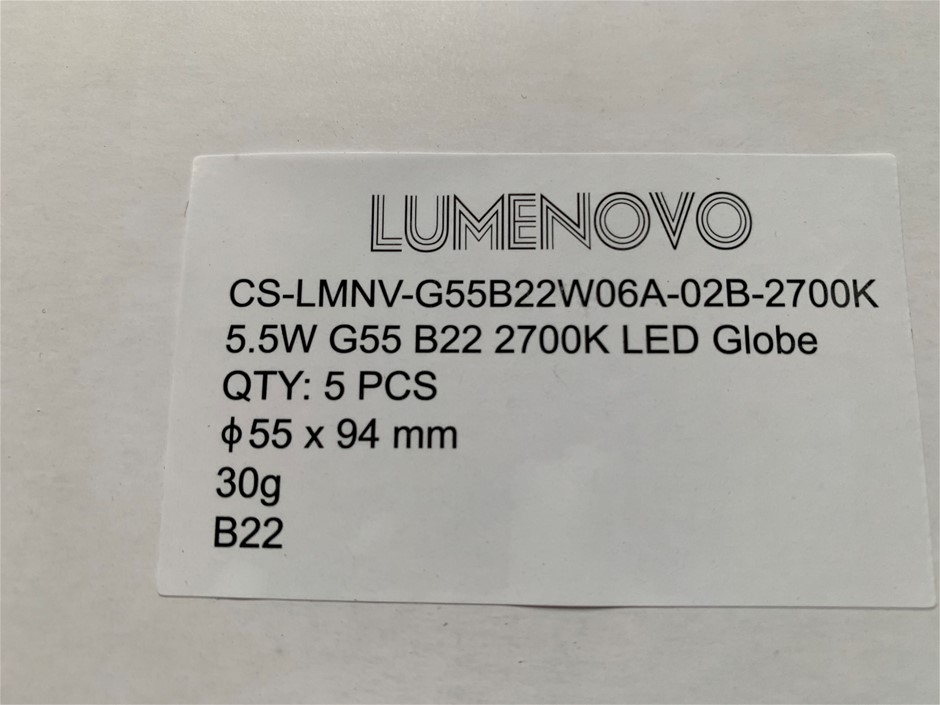 LUMENOVO
CS-LMNV-G55B22W06A-02B-2700K
5.5W G55 B22 2700K LED Globe
QTY: 5 PCS
ϕ55 x 94 mm
30g
B22